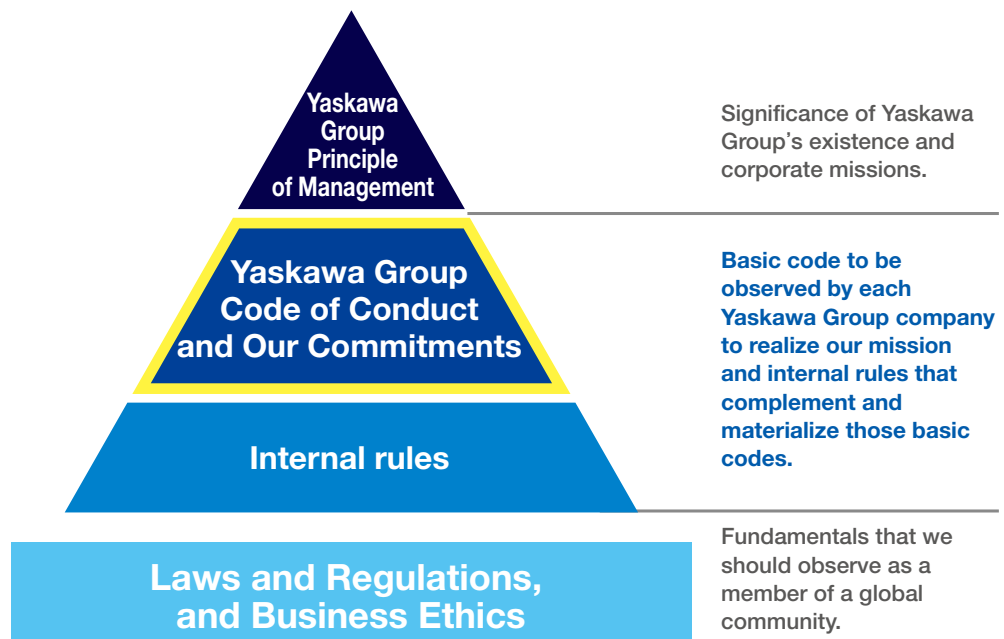 Yaskawa
Group
Principle
of Management
Significance of Yaskawa
Group’s existence and
corporate missions.
Yaskawa Group
Code of Conduct
and Our Commitments
Basic code to be
observed by each
Yaskawa Group company
to realize our mission
and internal rules that
complement and
materialize those basic
codes.
Internal rules
Laws and Regulations,
and Business Ethics
Fundamentals that we
should observe as a
member of a global
community.